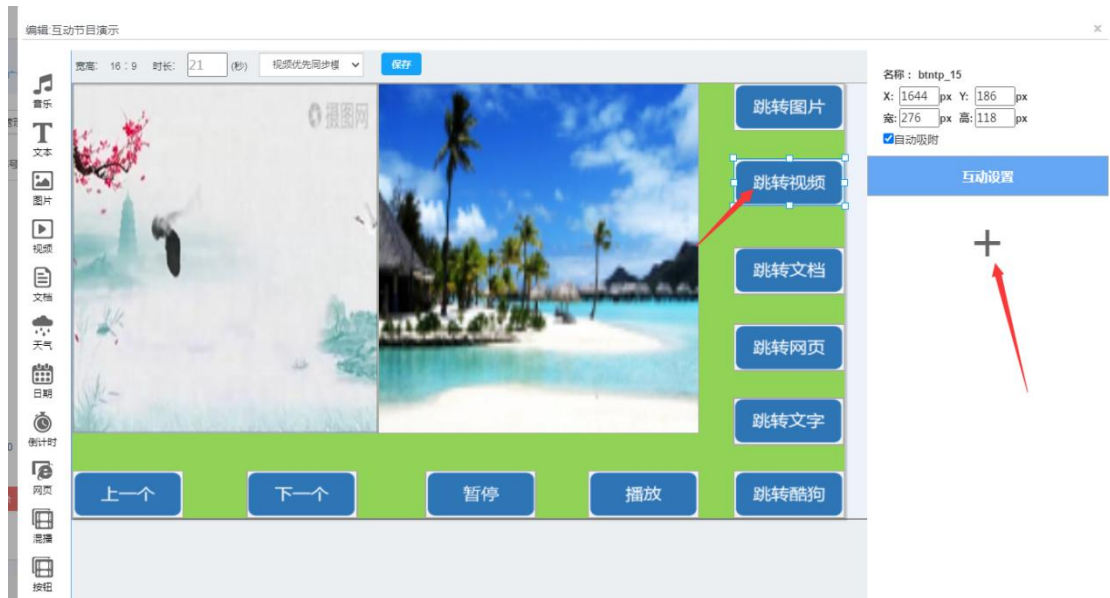 编辑:互动节目演示
×
宽高: 16 : 9 时长: 21 (秒) 视频优先同步模 保存
音乐
文本
图片
视频
文档
天气
日期
倒计时
网页
混播
按钮
摄图网
跳转图片
跳转视频
跳转文档
跳转网页
跳转文字
上一个 下一个 暂停 播放 跳转酷狗
名称： btntp_15
X: 1644 px Y: 186 px
宽: 276 px 高: 118 px
自动吸附
互动设置